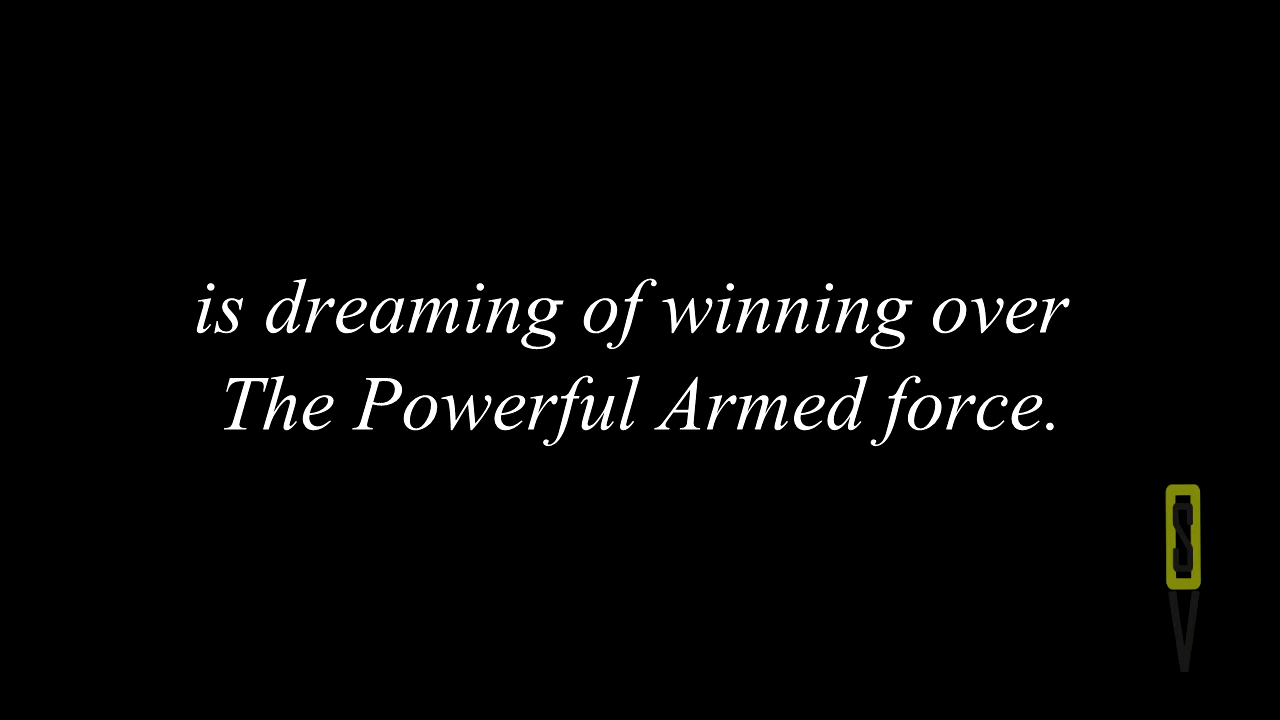 is dreaming of winning over
The Powerful Armed force.
S
V